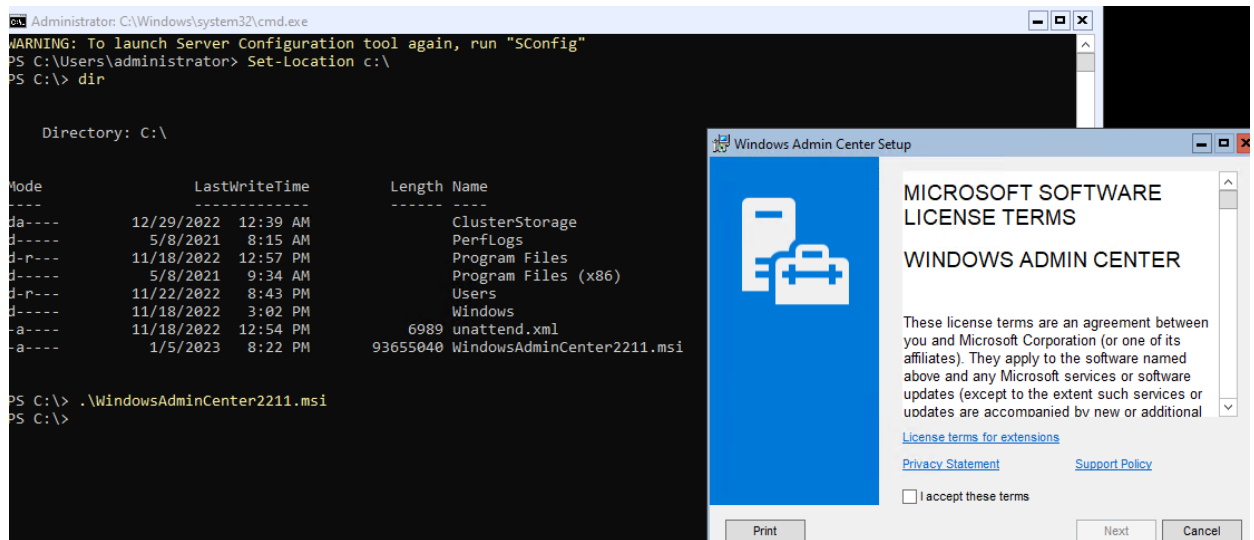 Administrator: C:\Windows\system32\cmd.exe
WARNING: To launch Server Configuration tool again, run "SConfig"
PS C:\Users\administrator> Set-Location c:\
PS C:\> dir
Directory: C:\
Mode LastWriteTime Length Name
---- ------------- ------ ----
da---- 12/29/2022 12:39 AM ClusterStorage
d----- 5/8/2021 8:15 AM PerfLogs
d-r--- 11/18/2022 12:57 PM Program Files
d----- 5/8/2021 9:34 AM Program Files (x86)
d-r--- 11/22/2022 8:43 PM Users
d----- 11/18/2022 3:02 PM Windows
-a---- 11/18/2022 12:54 PM 6989 unattend.xml
-a---- 1/5/2023 8:22 PM 93655040 WindowsAdminCenter2211.msi
PS C:\> .\WindowsAdminCenter2211.msi
PS C:\>
Windows Admin Center Setup
MICROSOFT SOFTWARE
LICENSE TERMS
WINDOWS ADMIN CENTER
These license terms are an agreement between
you and Microsoft Corporation (or one of its
affiliates). They apply to the software named
above and any Microsoft services or software
updates (except to the extent such services or
updates are accompanied by new or additional
License terms for extensions
Privacy Statement Support Policy
I accept these terms
Print Next Cancel